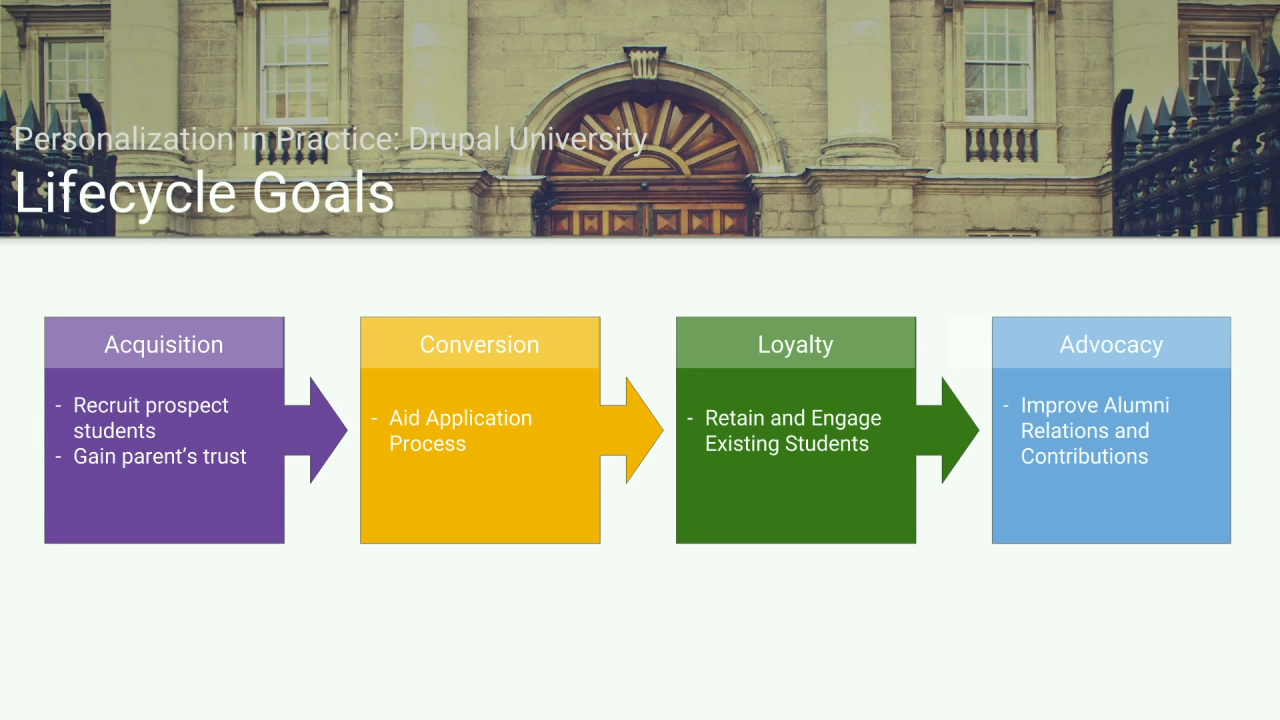 Personalization in Practice: Drupal University
Lifecycle Goals
Acquisition
- Recruit prospect
students
- Gain parent’s trust
Conversion
- Aid Application
Process
Loyalty
- Retain and Engage
Existing Students
Advocacy
- Improve Alumni
Relations and
Contributions